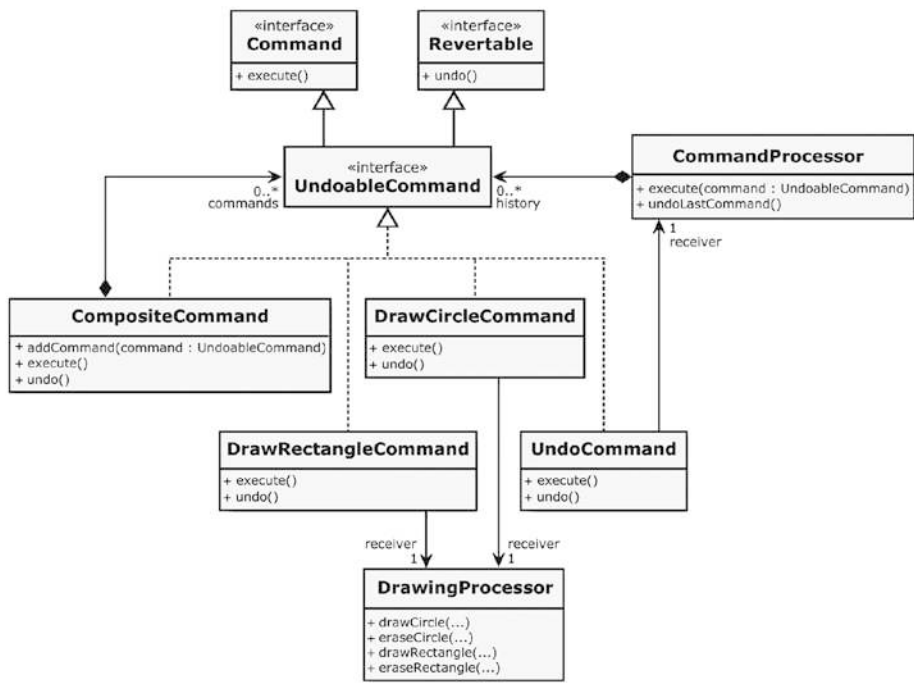 «interface»
Command
+ execute()
«interface»
Revertable
+ undo()
«interface»
UndoableCommand
0..*
commands
0..*
history
CommandProcessor
+ execute(command : UndoableCommand)
+ undoLastCommand()
1
receiver
CompositeCommand
+ addCommand(command : UndoableCommand)
+ execute()
+ undo()
DrawCircleCommand
+ execute()
+ undo()
DrawRectangleCommand
+ execute()
+ undo()
UndoCommand
+ execute()
+ undo()
receiver
1
receiver
1
DrawingProcessor
+ drawCircle(...)
+ eraseCircle(...)
+ drawRectangle(...)
+ eraseRectangle(...)